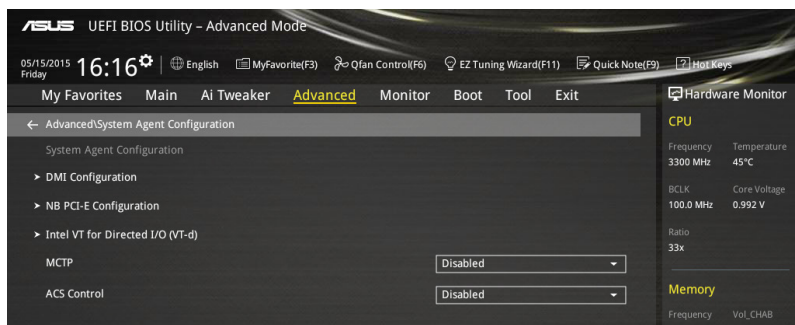 ASUS UEFI BIOS Utility – Advanced Mode
05/15/2015 Friday 16:16 English MyFavorite(F3) Qfan Control(F6) EZ Tuning Wizard(F11) Quick Note(F9) ? Hot Keys
My Favorites Main Ai Tweaker Advanced Monitor Boot Tool Exit
← Advanced\System Agent Configuration
System Agent Configuration
> DMI Configuration
> NB PCI-E Configuration
> Intel VT for Directed I/O (VT-d)
MCTP Disabled
ACS Control Disabled
Hardware Monitor
CPU
Frequency Temperature
3300 MHz 45°C
BCLK Core Voltage
100.0 MHz 0.992 V
Ratio
33x
Memory
Frequency Vol_CHAB